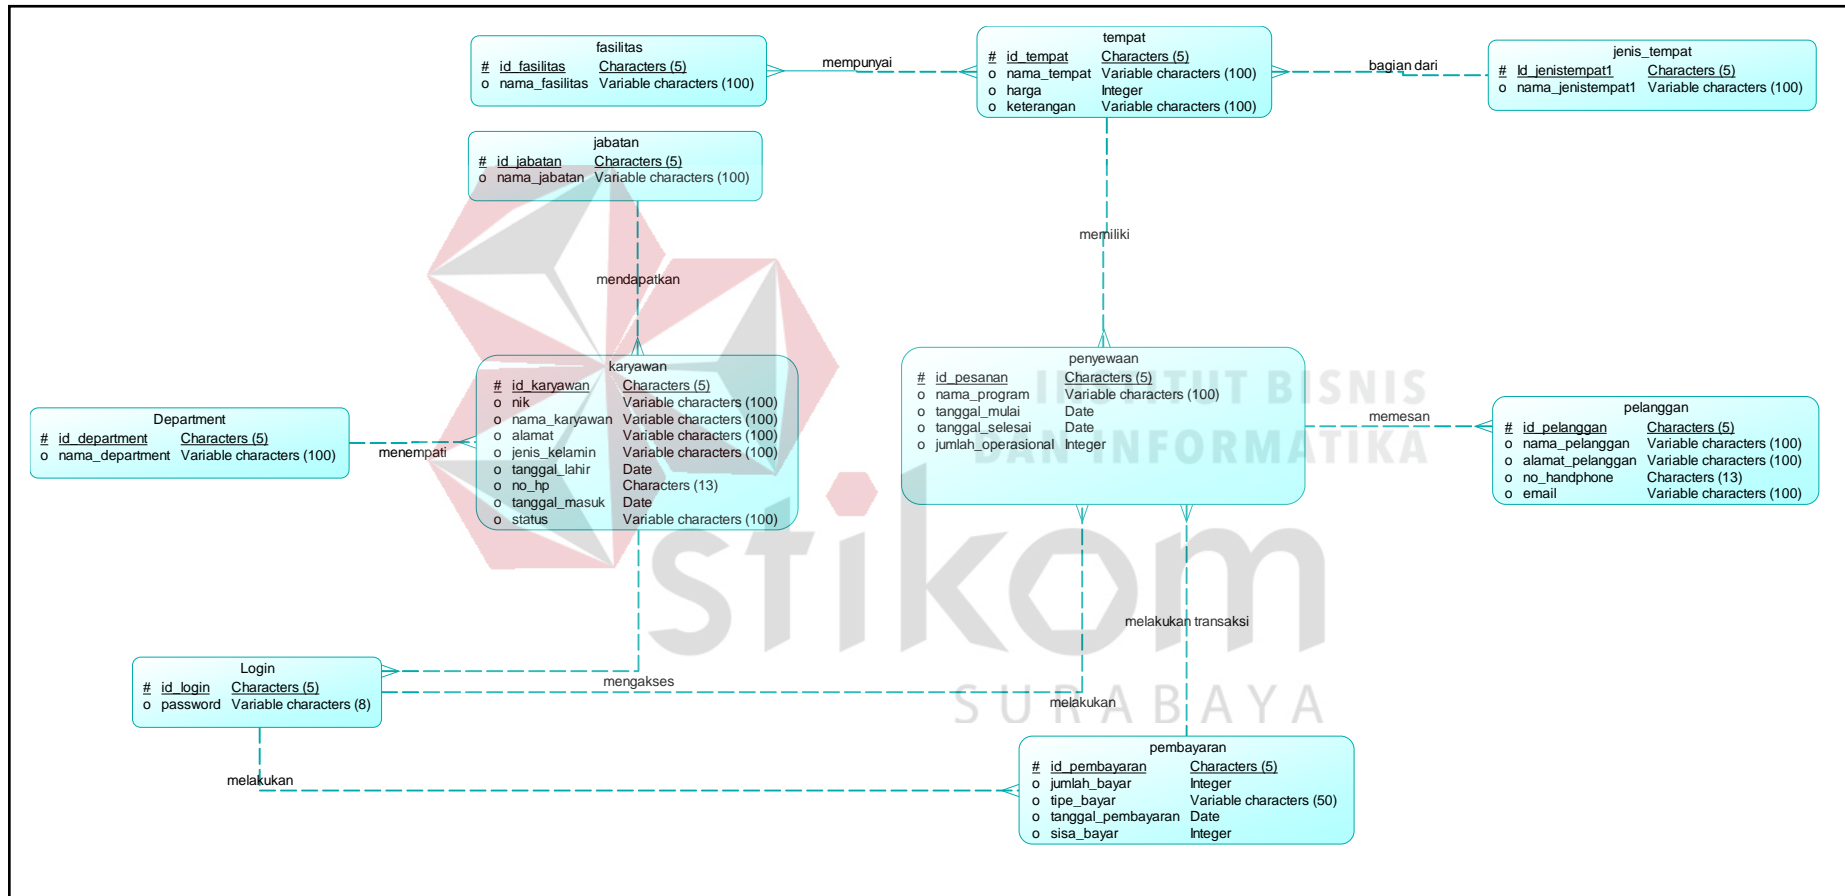 fasilitas
# id_fasilitas Characters (5)
o nama_fasilitas Variable characters (100)
mempunyai
tempat
# id_tempat Characters (5)
o nama_tempat Variable characters (100)
o harga Integer
o keterangan Variable characters (100)
bagian dari
jenis_tempat
# Id_jenistempat1 Characters (5)
o nama_jenistempat1 Variable characters (100)
jabatan
# id_jabatan Characters (5)
o nama_jabatan Variable characters (100)
memiliki
mendapatkan
karyawan
# id_karyawan Characters (5)
o nik Variable characters (100)
o nama_karyawan Variable characters (100)
o alamat Variable characters (100)
o jenis_kelamin Variable characters (100)
o tanggal_lahir Date
o no_hp Characters (13)
o tanggal_masuk Date
o status Variable characters (100)
penyewaan
# id_pesanan Characters (5)
o nama_program Variable characters (100)
o tanggal_mulai Date
o tanggal_selesai Date
o jumlah_operasional Integer
INSTITUT BISNIS
DAN INFORMATIKA
memesan
pelanggan
# id_pelanggan Characters (5)
o nama_pelanggan Variable characters (100)
o alamat_pelanggan Variable characters (100)
o no_handphone Characters (13)
o email Variable characters (100)
Department
# id_department Characters (5)
o nama_department Variable characters (100)
menempati
stikom
SURABAYA
melakukan transaksi
Login
# id_login Characters (5)
o password Variable characters (8)
mengakses
melakukan
melakukan
pembayaran
# id_pembayaran Characters (5)
o jumlah_bayar Integer
o tipe_bayar Variable characters (50)
o tanggal_pembayaran Date
o sisa_bayar Integer